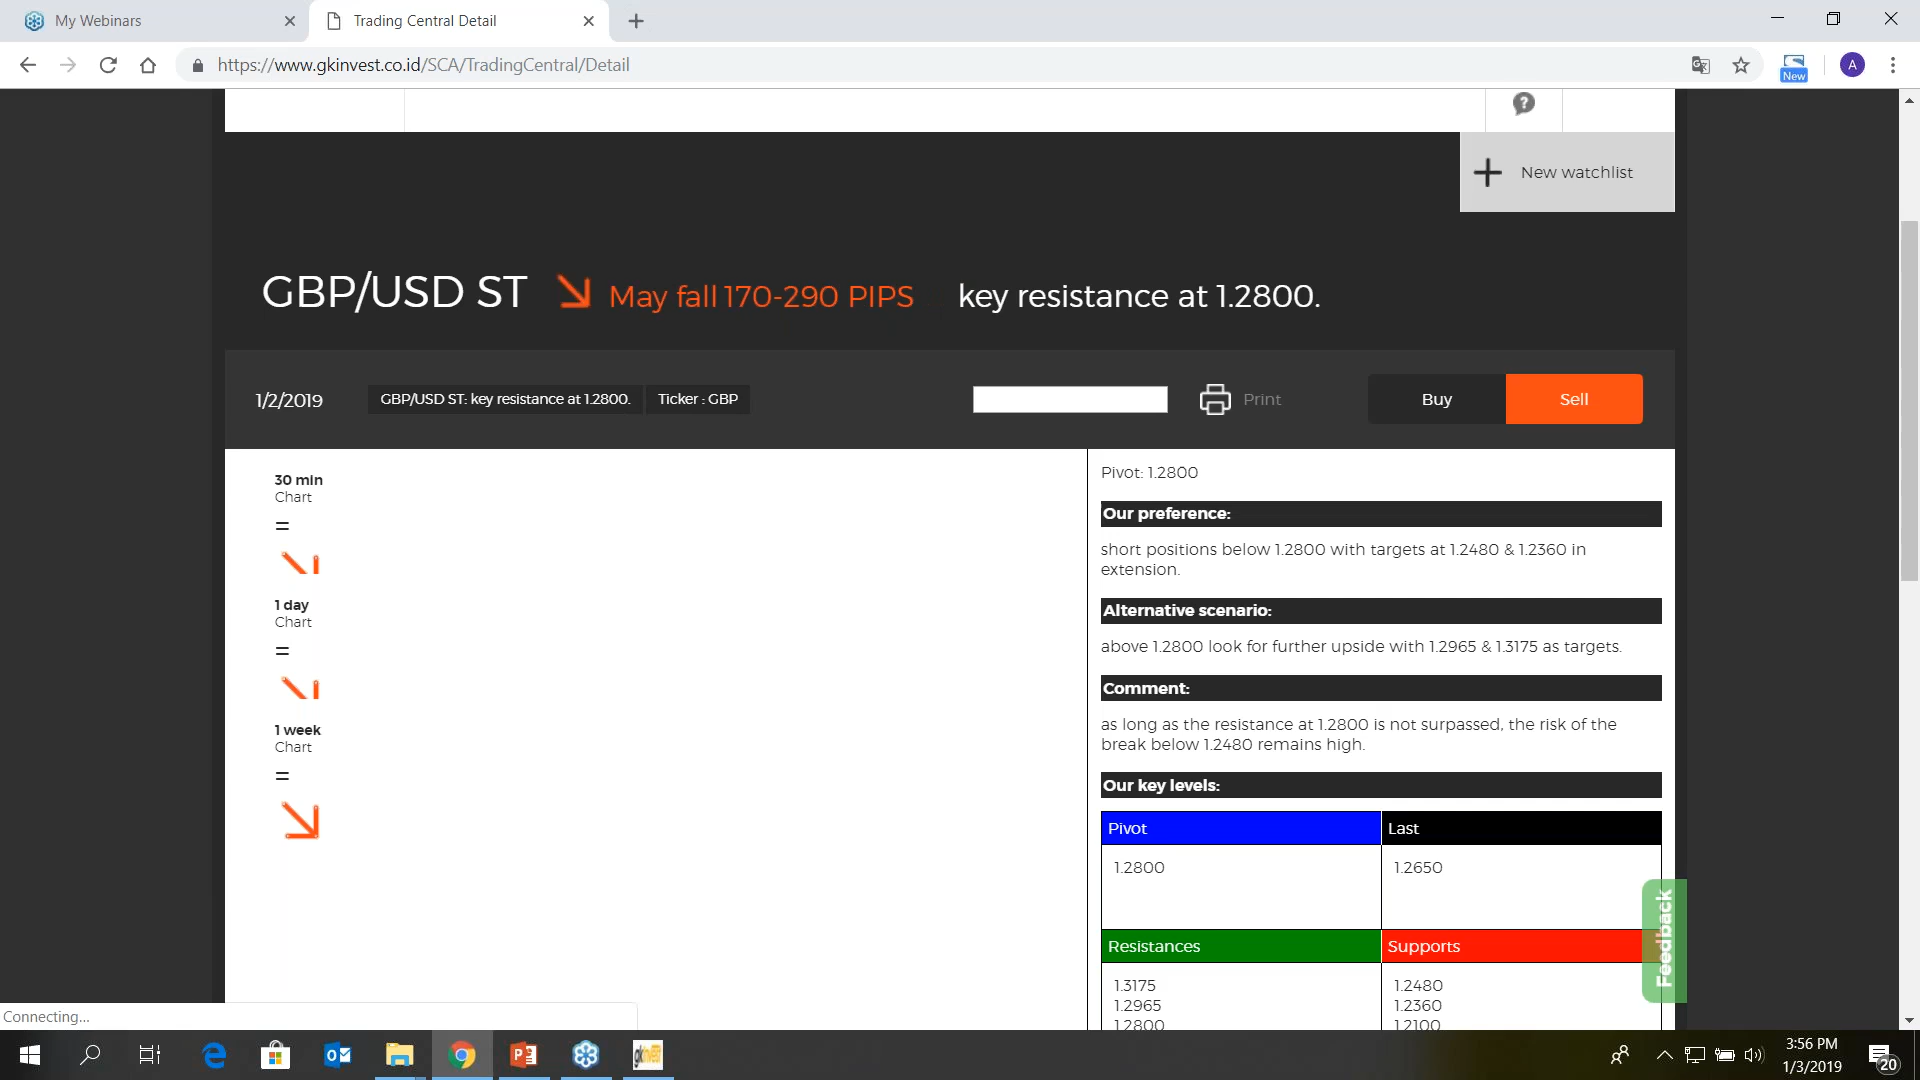 My Webinars
Trading Central Detail
https://www.gkinvest.co.id/SCA/TradingCentral/Detail
New
A
?
New watchlist
GBP/USD ST May fall 170-290 PIPS key resistance at 1.2800.
1/2/2019 GBP/USD ST: key resistance at 1.2800. Ticker : GBP Print Buy Sell
30 min
Chart
=
1 day
Chart
=
1 week
Chart
=
Pivot: 1.2800
Our preference:
short positions below 1.2800 with targets at 1.2480 & 1.2360 in
extension.
Alternative scenario:
above 1.2800 look for further upside with 1.2965 & 1.3175 as targets.
Comment:
as long as the resistance at 1.2800 is not surpassed, the risk of the
break below 1.2480 remains high.
Our key levels:
Pivot Last
1.2800 1.2650
Resistances Supports
1.3175 1.2480
1.2965 1.2360
1.2800 1.2100
Feedback
Connecting...
3:56 PM
1/3/2019
20